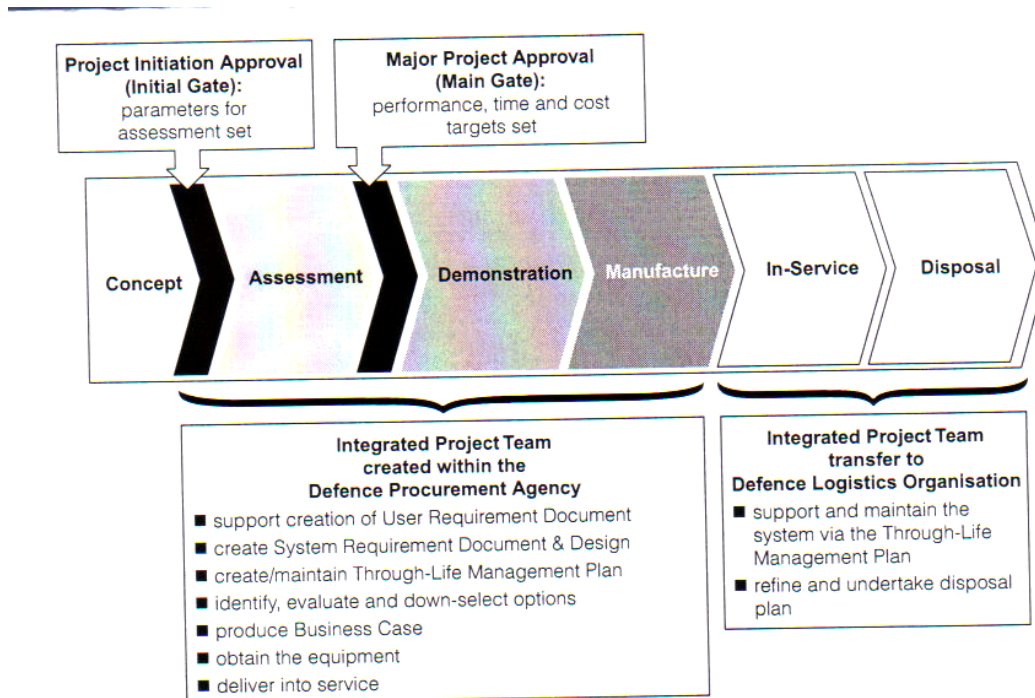 Project Initiation Approval
(Initial Gate):
parameters for
assessment set
Major Project Approval
(Main Gate):
performance, time and cost
targets set
Concept
Assessment
Demonstration
Manufacture
In-Service
Disposal
Integrated Project Team
created within the
Defence Procurement Agency
■ support creation of User Requirement Document
■ create System Requirement Document & Design
■ create/maintain Through-Life Management Plan
■ identify, evaluate and down-select options
■ produce Business Case
■ obtain the equipment
■ deliver into service
Integrated Project Team
transfer to
Defence Logistics Organisation
■ support and maintain the
system via the Through-Life
Management Plan
■ refine and undertake disposal
plan